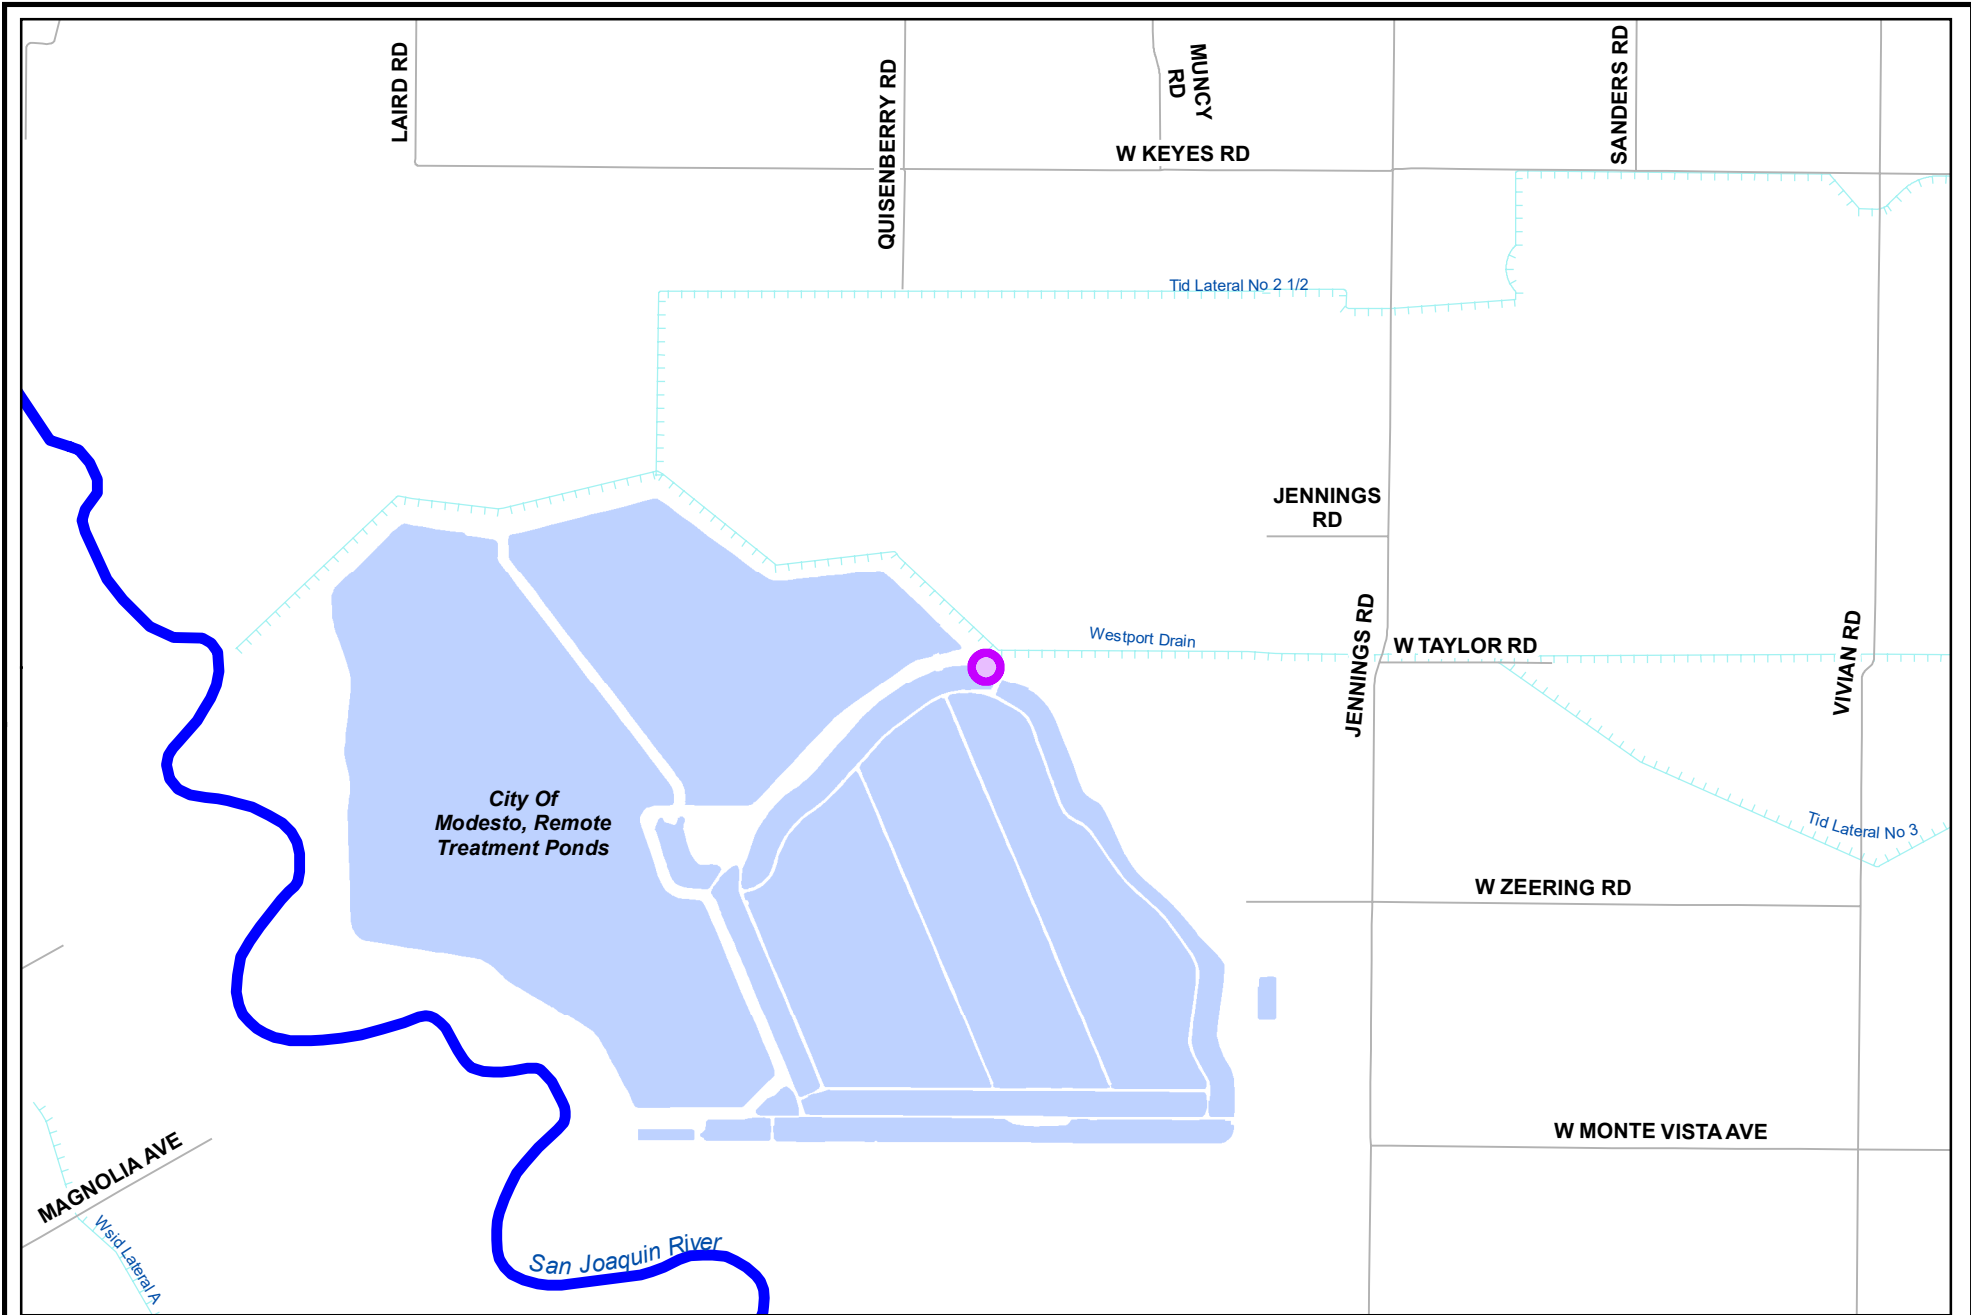 LAIRD RD
QUISENBERRY RD
MUNCY
RD
SANDERS RD
W KEYES RD
Tid Lateral No 2 1/2
JENNINGS
RD
JENNINGS RD
Westport Drain
W TAYLOR RD
VIVIAN RD
City Of
Modesto, Remote
Treatment Ponds
Tid Lateral No 3
W ZEERING RD
W MONTE VISTA AVE
MAGNOLIA AVE
Wsid Lateral A
San Joaquin River